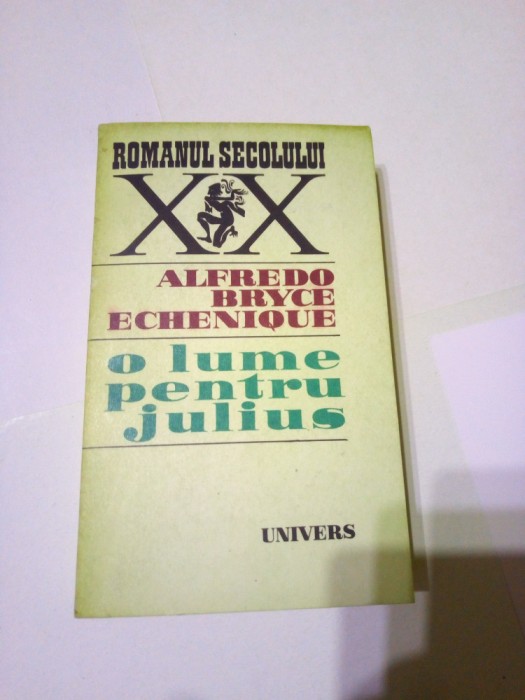 ROMANUL SECOLULUI
XX
ALFREDO
BRYCE
ECHENIQUE
o lume
pentru
julius
UNIVERS